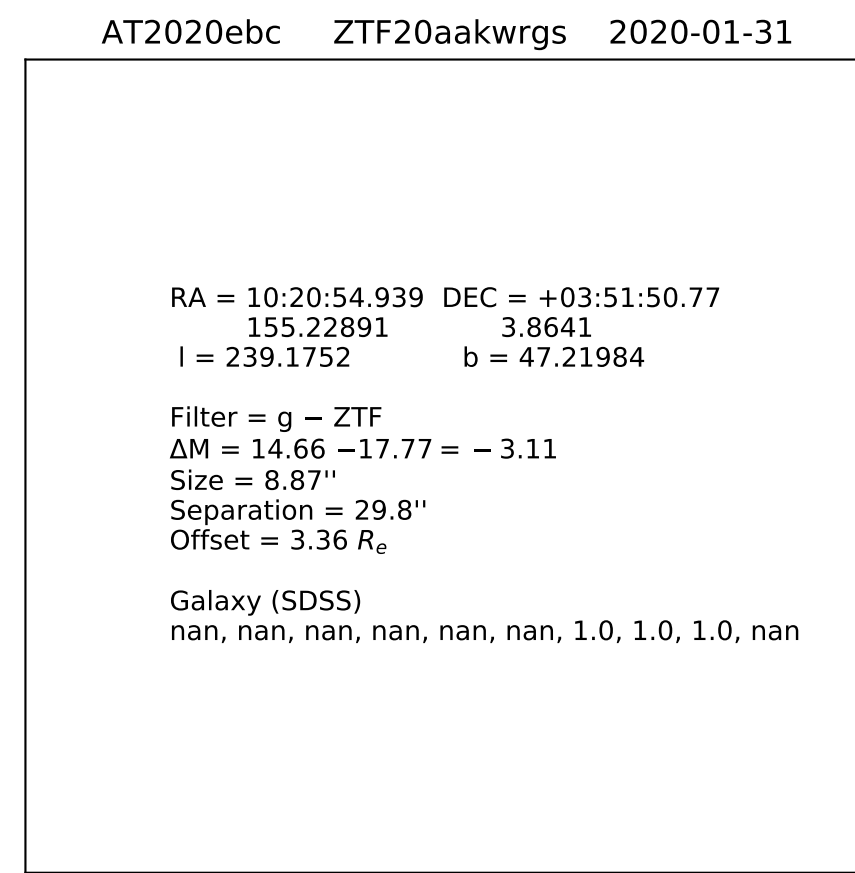 AT2020ebc ZTF20aakwrgs 2020-01-31
RA = 10:20:54.939 DEC = +03:51:50.77
155.22891 3.8641
l = 239.1752 b = 47.21984
Filter = g − ZTF
ΔM = 14.66 −17.77 = − 3.11
Size = 8.87''
Separation = 29.8''
Offset = 3.36 Re
Galaxy (SDSS)
nan, nan, nan, nan, nan, nan, 1.0, 1.0, 1.0, nan